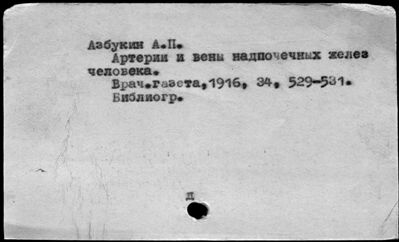 Азбукин А.П.
Артерии и вены надпочечных желез
человека.
Врач.газета,1916, 34, 529-531.
Библиогр.
Д